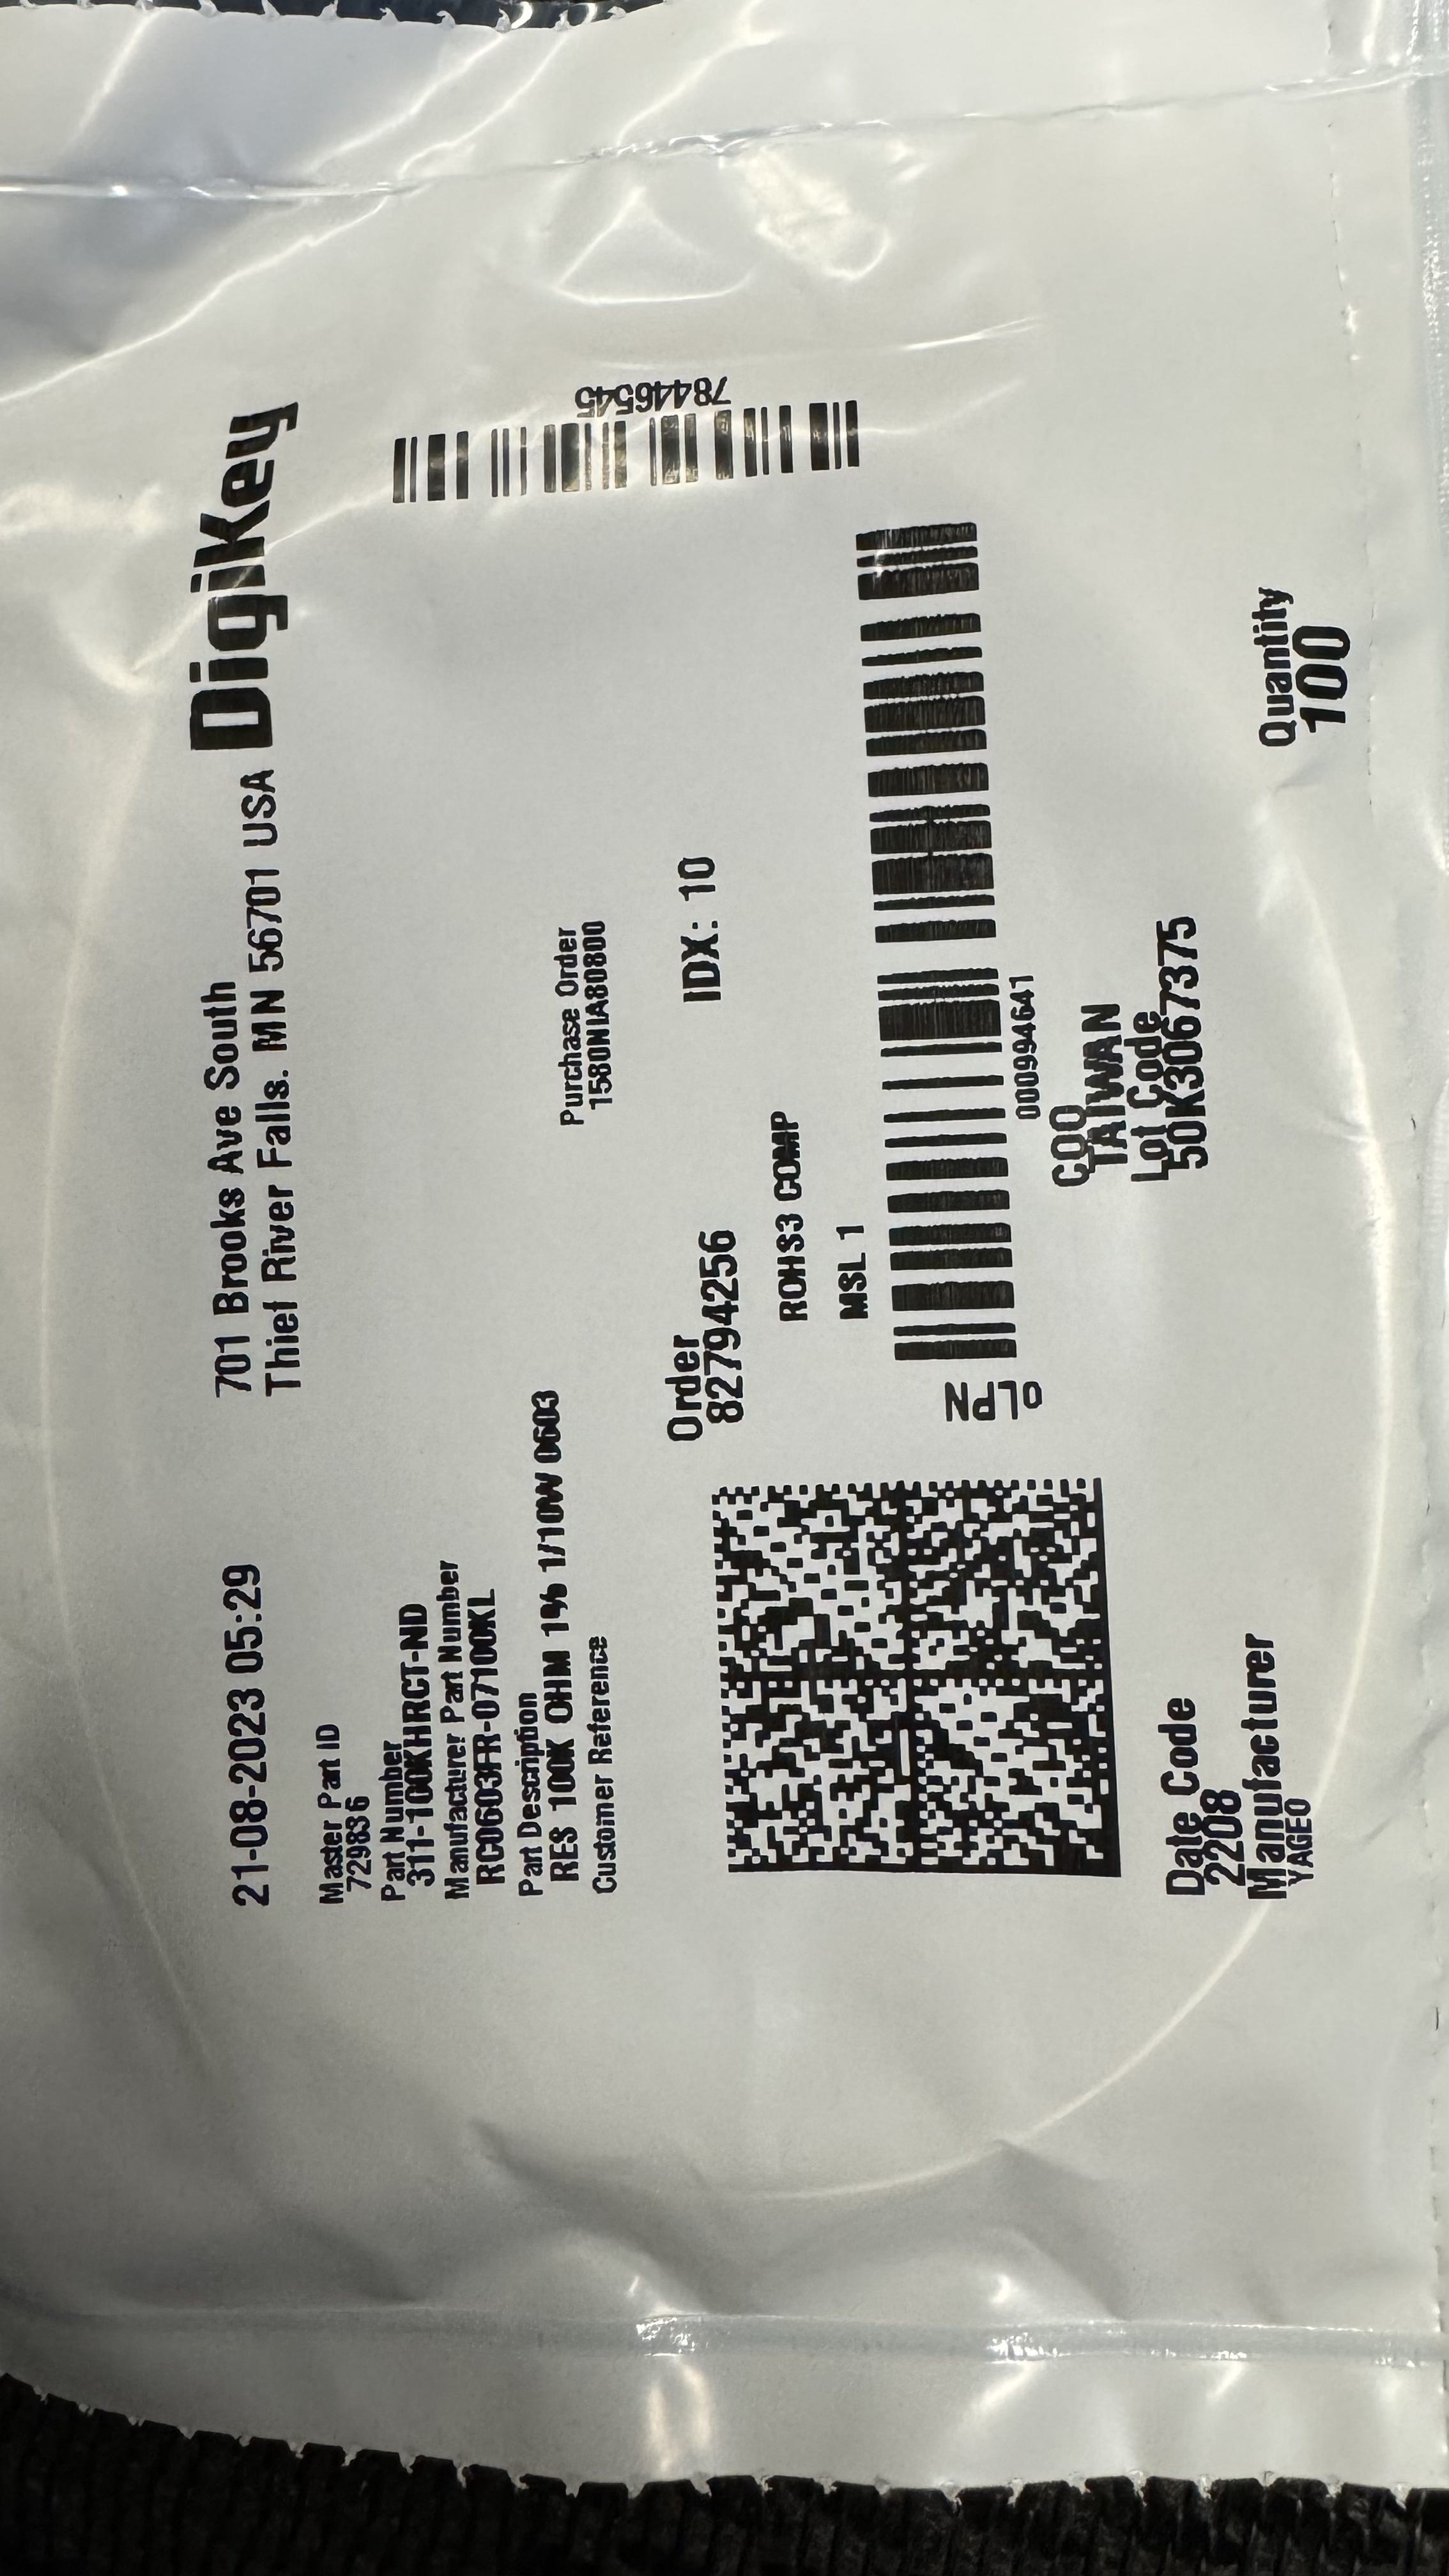 701 Brooks Ave South
Thief River Falls. MN 56701 USA
DigiKey
21-08-2023 05:29
Master Part ID
729836
Part Number
311-100KHRCT-ND
Manufacturer Part Number
RC0603FR-07100KL
Part Description
RES 100K OHM 1% 1/10W 0603
Customer Reference
Purchase Order
1580NIA80800
78446545
Order
82794256
IDX: 10
ROHS3 COMP
MSL 1
OLPN
000994641
COO
TAIWAN
Lot Code
50K3067375
Date Code
2208
Manufacturer
YAGEO
Quantity
100